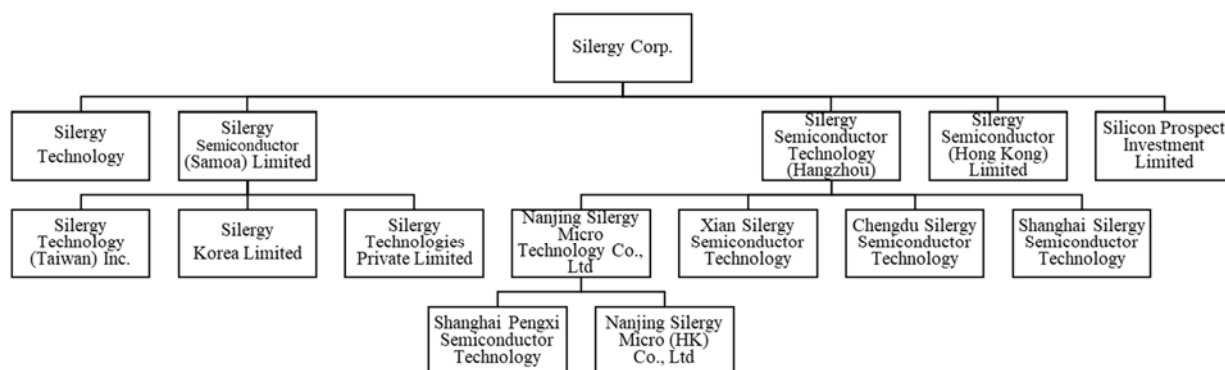 Silergy Corp.
Silergy
Technology
Silergy
Semiconductor
(Samoa) Limited
Silergy
Semiconductor
Technology
(Hangzhou)
Silergy
Semiconductor
(Hong Kong)
Limited
Silicon Prospect
Investment
Limited
Silergy
Technology
(Taiwan) Inc.
Silergy
Korea Limited
Silergy
Technologies
Private Limited
Nanjing Silergy
Micro
Technology Co.,
Ltd
Xian Silergy
Semiconductor
Technology
Chengdu Silergy
Semiconductor
Technology
Shanghai Silergy
Semiconductor
Technology
Shanghai Pengxi
Semiconductor
Technology
Nanjing Silergy
Micro (HK)
Co., Ltd